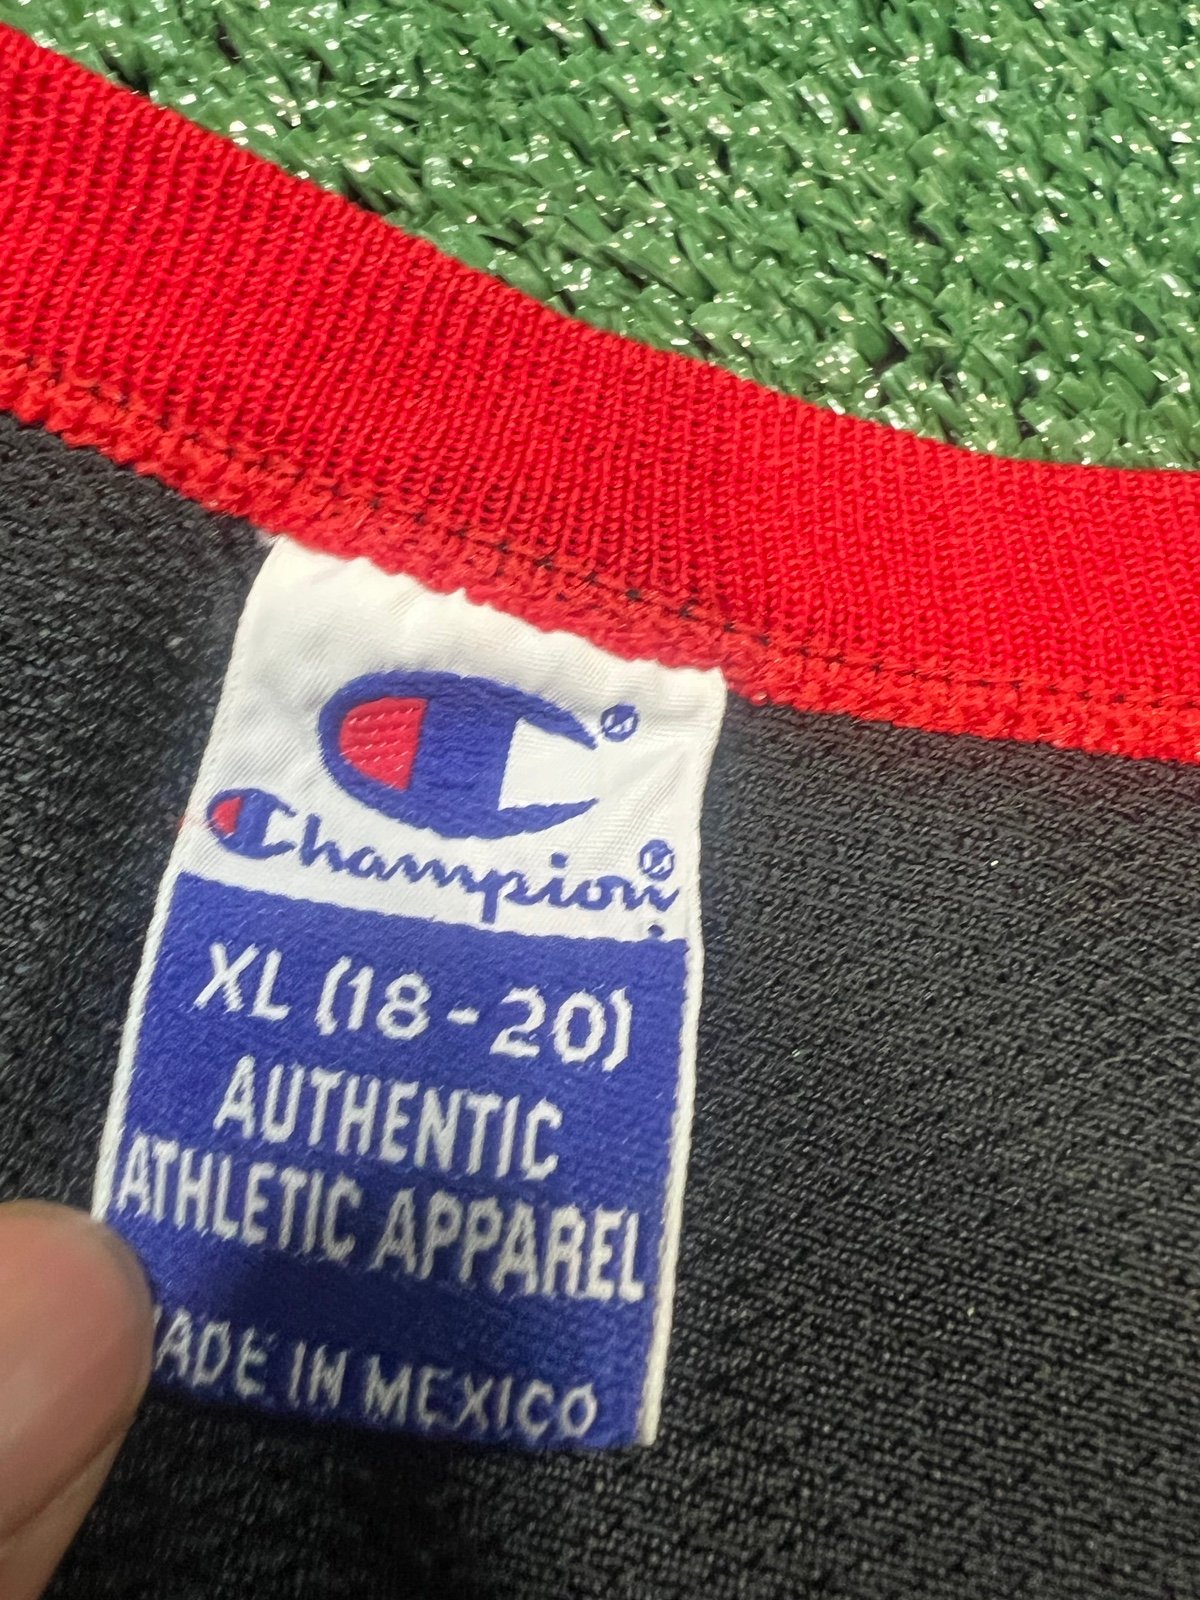 Champion
XL (18-20)
AUTHENTIC
ATHLETIC APPAREL
MADE IN MEXICO